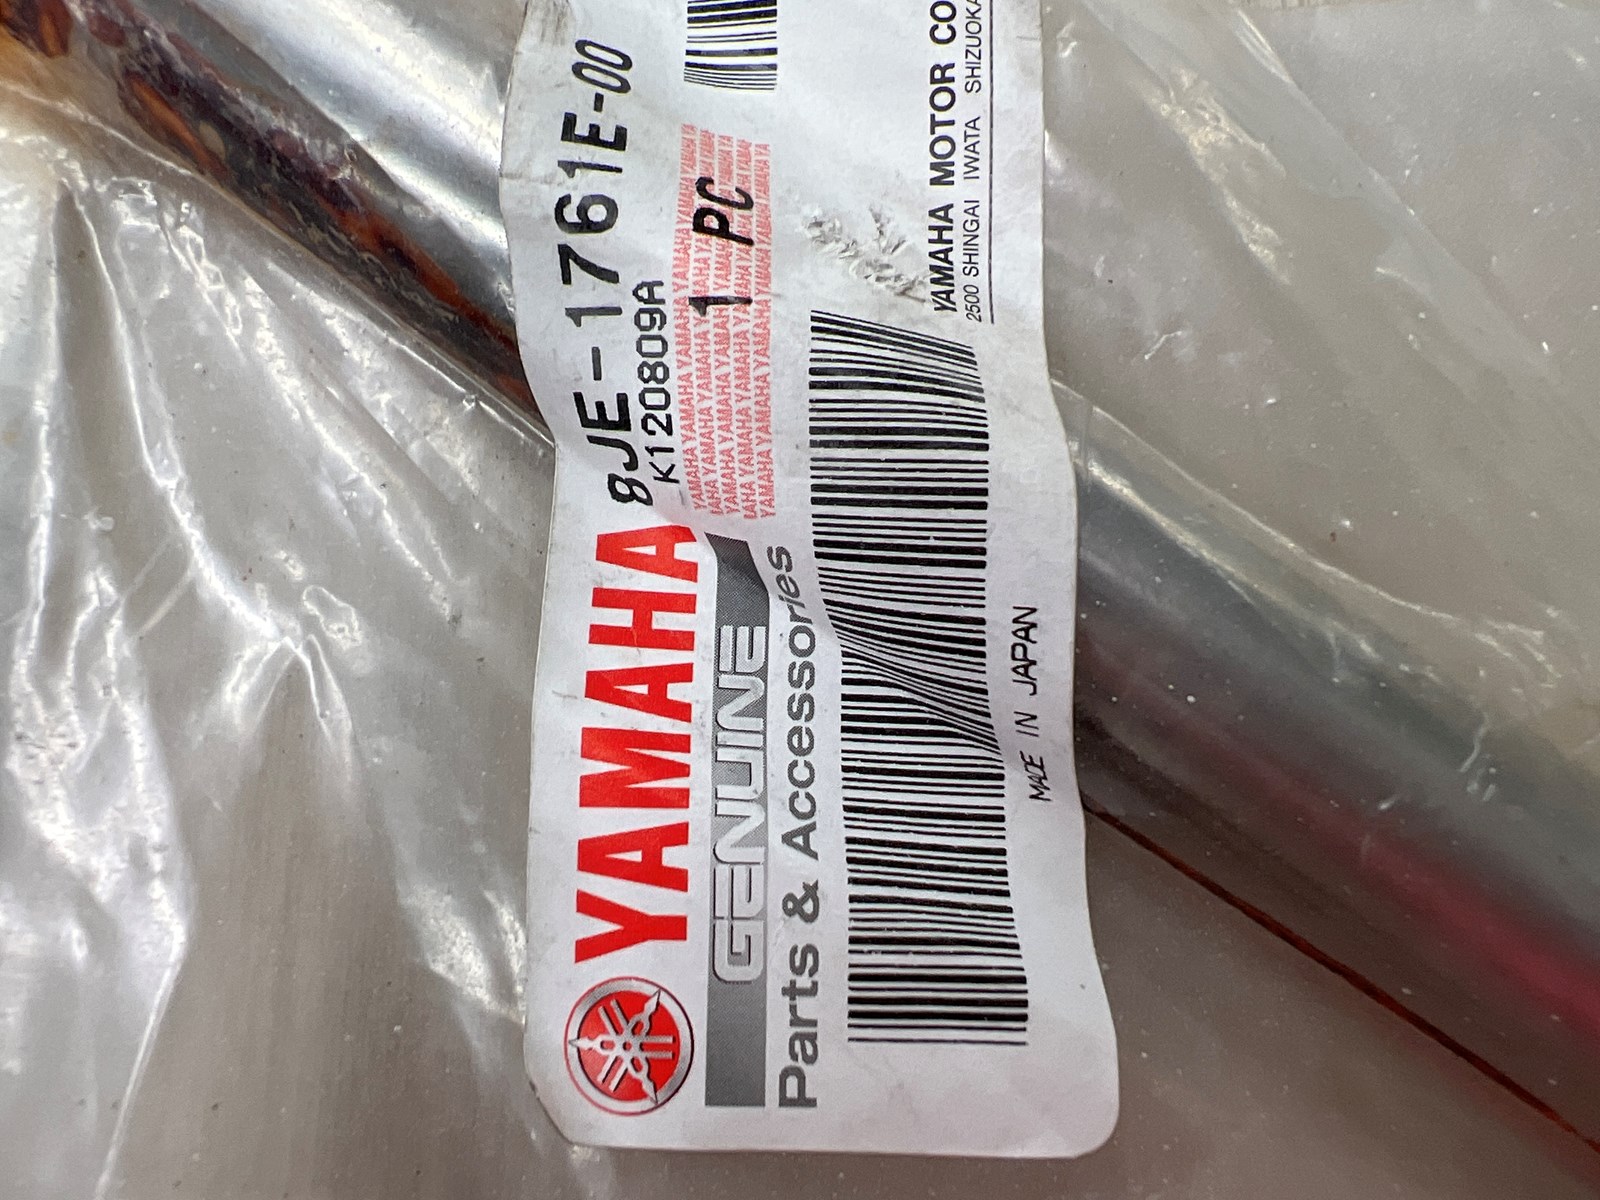 YAMAHA 8JE-1761E-00
K120809A
GENUINE
1 PC
Parts & Accessories
YAMAHA MOTOR CO
2500 SHINGAI IWATA SHIZUOKA
MADE IN JAPAN